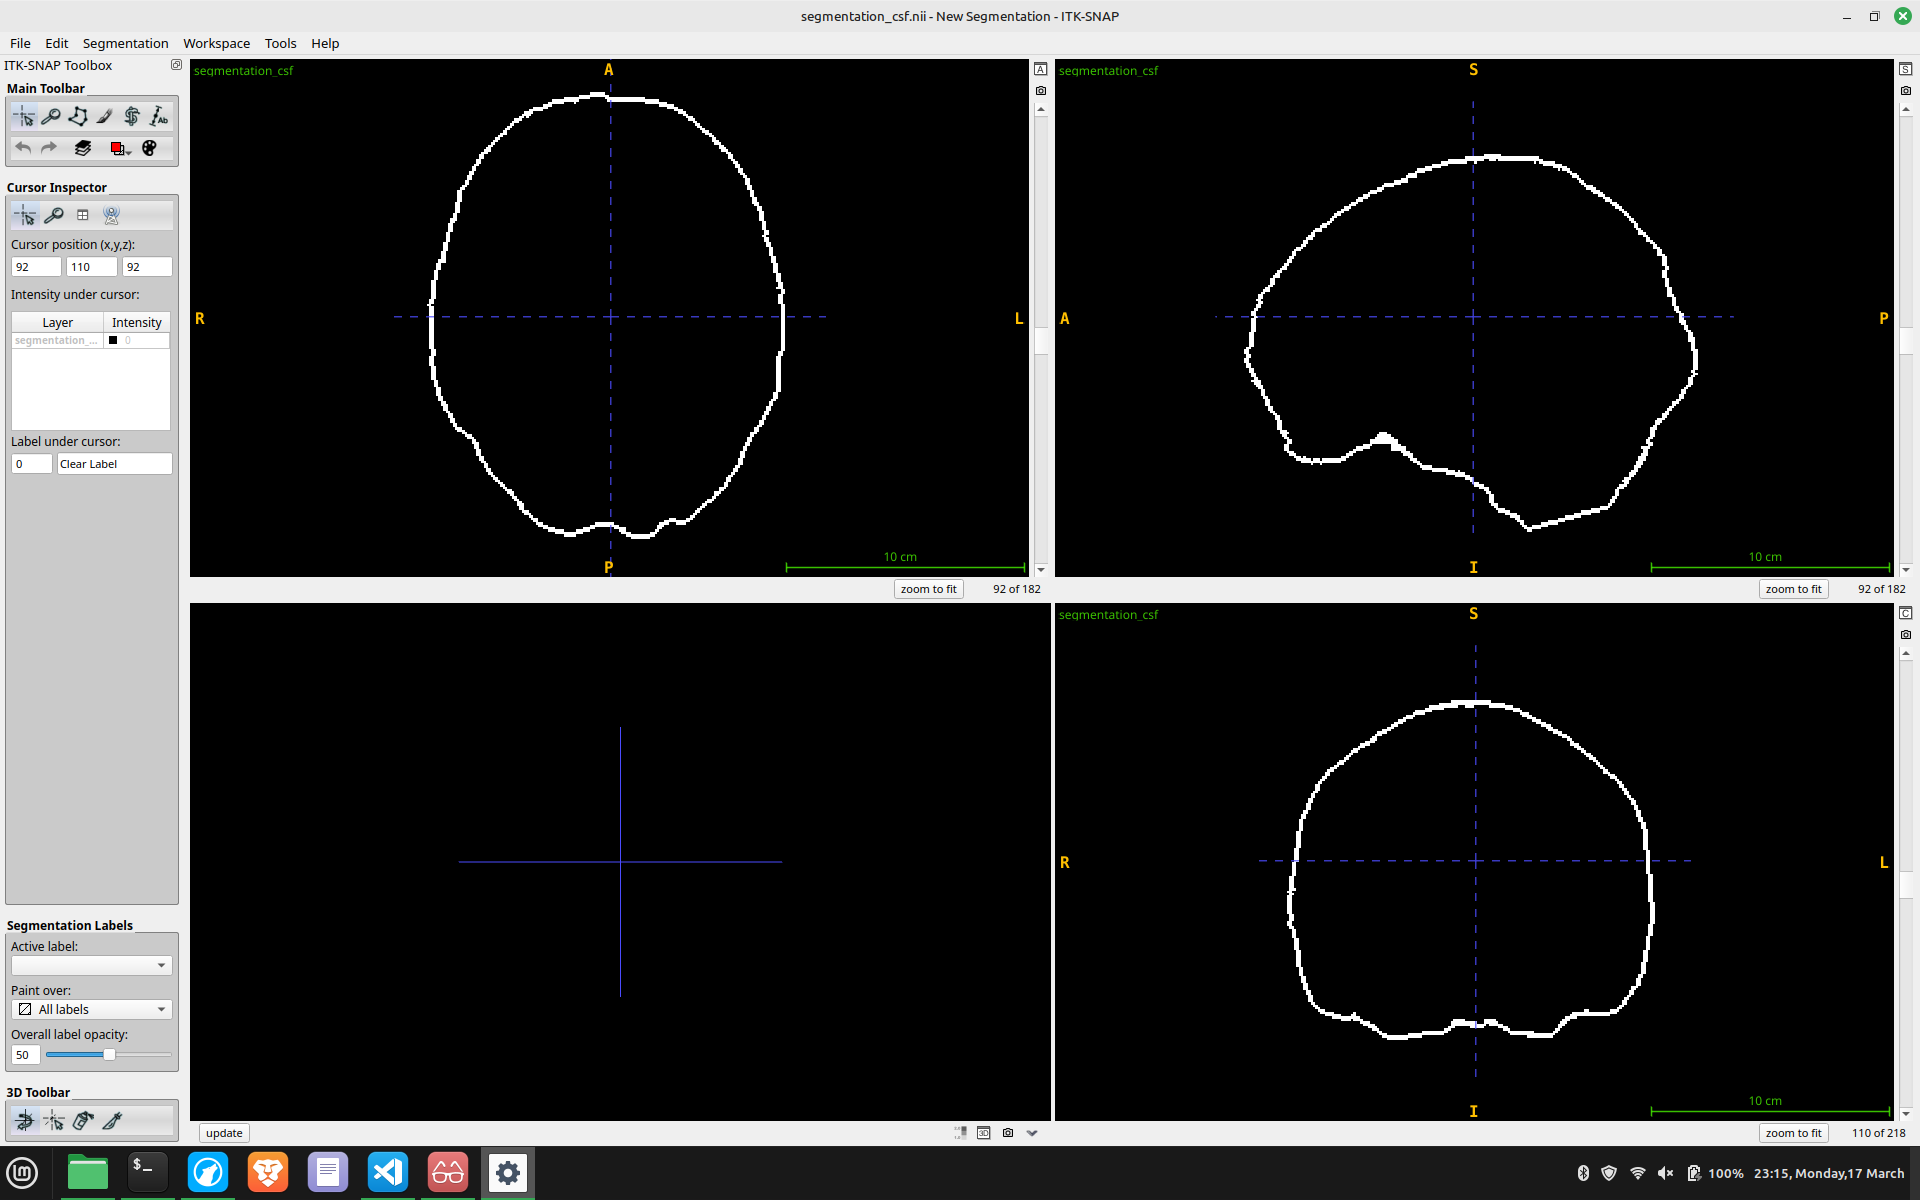 segmentation_csf.nii - New Segmentation - ITK-SNAP
File Edit Segmentation Workspace Tools Help
ITK-SNAP Toolbox
Main Toolbar
Ab
Cursor Inspector
Cursor position (x,y,z):
92 110 92
Intensity under cursor:
Layer Intensity
segmentation_... 0
Label under cursor:
0 Clear Label
Segmentation Labels
Active label:
Paint over:
All labels
Overall label opacity:
50
3D Toolbar
segmentation_csf
A
R
L
P
10 cm
A
zoom to fit 92 of 182
segmentation_csf
S
A
P
I
10 cm
S
zoom to fit 92 of 182
update
3D
segmentation_csf
S
R
L
I
10 cm
C
zoom to fit 110 of 218
$_
100% 23:15, Monday,17 March